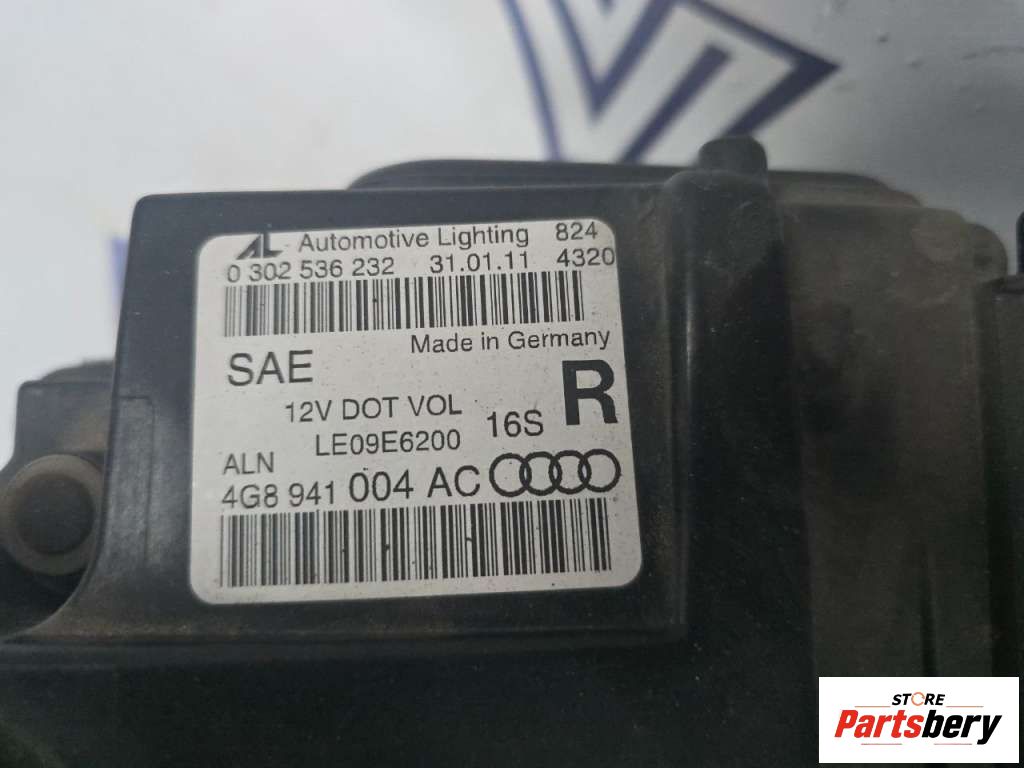 AL Automotive Lighting 824
0 302 536 232 31.01.11 4320
Made in Germany
SAE
R
12V DOT VOL
16S
LE09E6200
ALN
4G8 941 004 AC
STORE
Partsbery